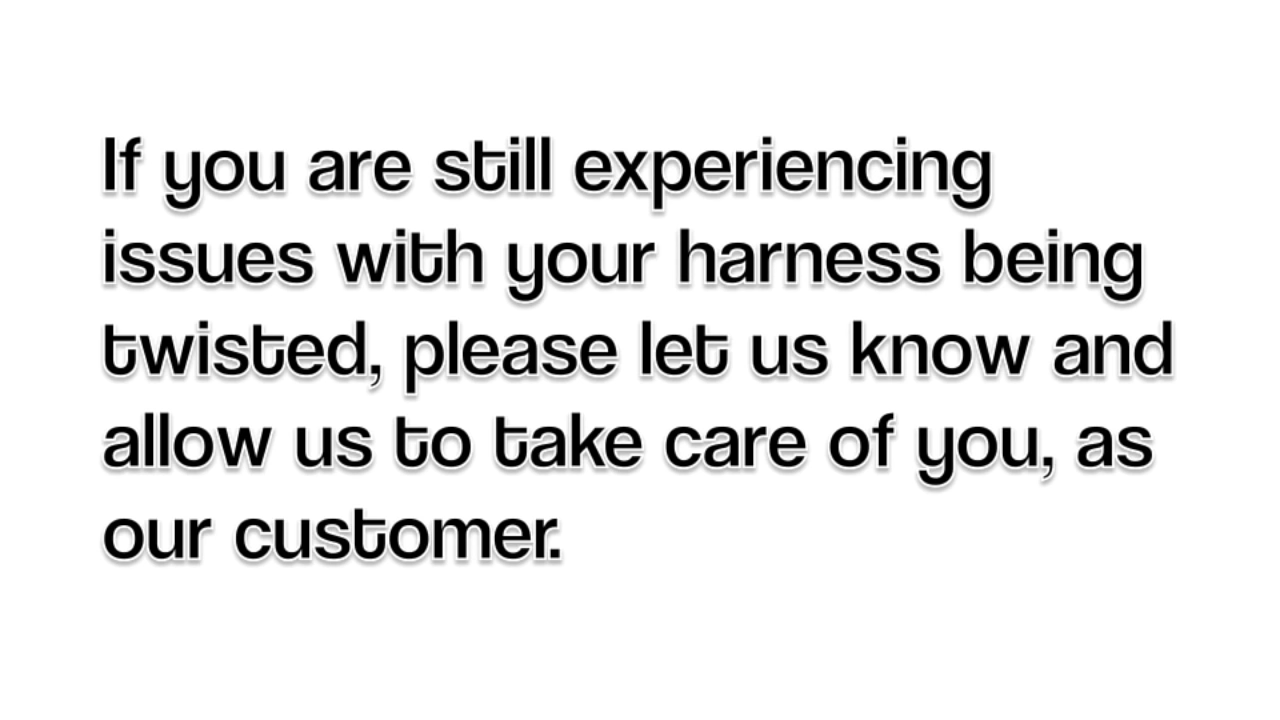 If you are still experiencing
issues with your harness being
twisted, please let us know and
allow us to take care of you, as
our customer.